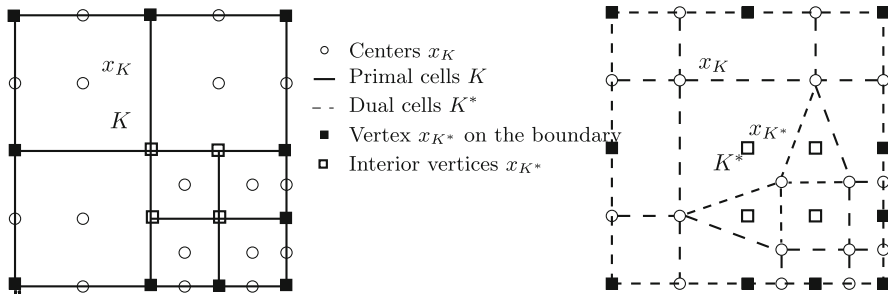 x_K
K
Centers x_K
Primal cells K
Dual cells K*
Vertex x_{K*} on the boundary
Interior vertices x_{K*}
x_K
x_{K*}
K*